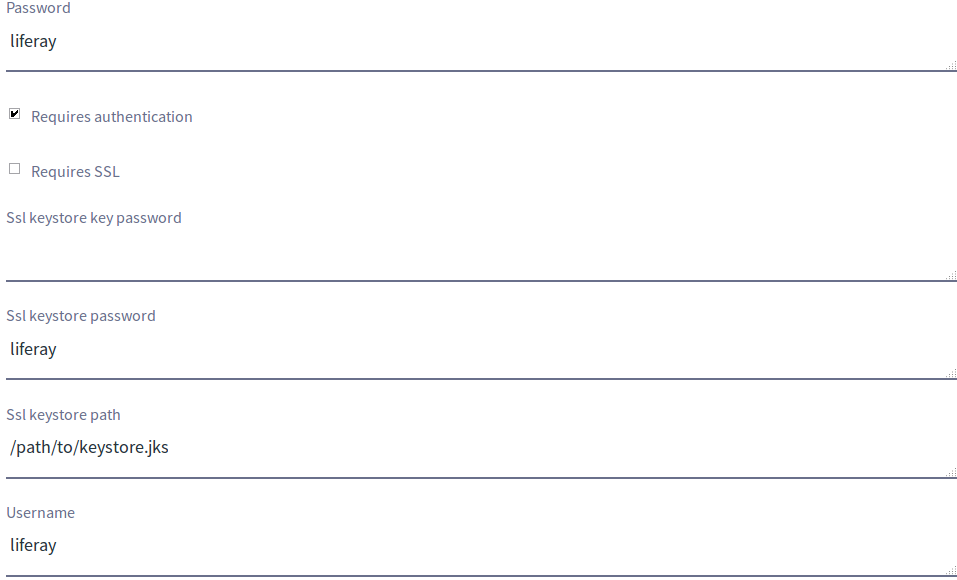 Password
liferay
Requires authentication
Requires SSL
Ssl keystore key password
Ssl keystore password
liferay
Ssl keystore path
/path/to/keystore.jks
Username
liferay